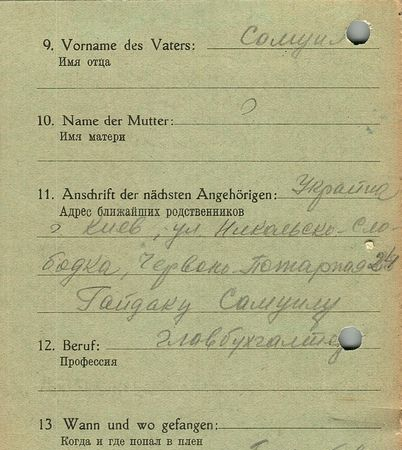 9. Vorname des Vaters: Самуил
Имя отца
10. Name der Mutter: ?
Имя матери
11. Anschrift der nächsten Angehörigen: Украина
Адрес ближайших родственников
г. Киев, ул. Никольско-Сло-
бодка, Червоно Пожарная 24
Гайдаку Самуилу
12. Beruf: Главбухгалтер
Профессия
13 Wann und wo gefangen:
Когда и где попал в плен